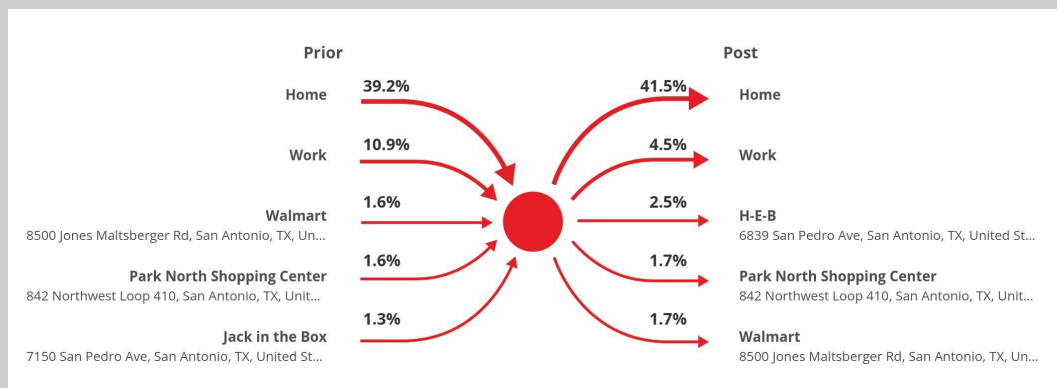 Prior
Post
39.2%
Home
10.9%
Work
1.6%
Walmart
8500 Jones Maltsberger Rd, San Antonio, TX, Un...
1.6%
Park North Shopping Center
842 Northwest Loop 410, San Antonio, TX, Unit...
1.3%
Jack in the Box
7150 San Pedro Ave, San Antonio, TX, United St...
41.5%
Home
4.5%
Work
2.5%
H-E-B
6839 San Pedro Ave, San Antonio, TX, United St...
1.7%
Park North Shopping Center
842 Northwest Loop 410, San Antonio, TX, Unit...
1.7%
Walmart
8500 Jones Maltsberger Rd, San Antonio, TX, Un...